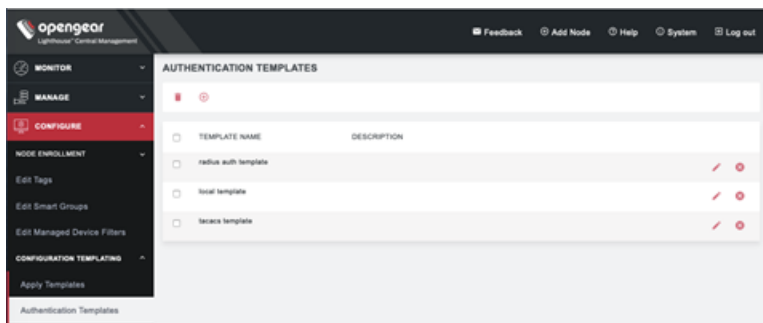 opengear
Lighthouse™ Central Management
Feedback
Add Node
Help
System
Log out
MONITOR
MANAGE
CONFIGURE
NODE ENROLLMENT
Edit Tags
Edit Smart Groups
Edit Managed Device Filters
CONFIGURATION TEMPLATING
Apply Templates
Authentication Templates
AUTHENTICATION TEMPLATES
TEMPLATE NAME DESCRIPTION
radius auth template
local template
tacacs template